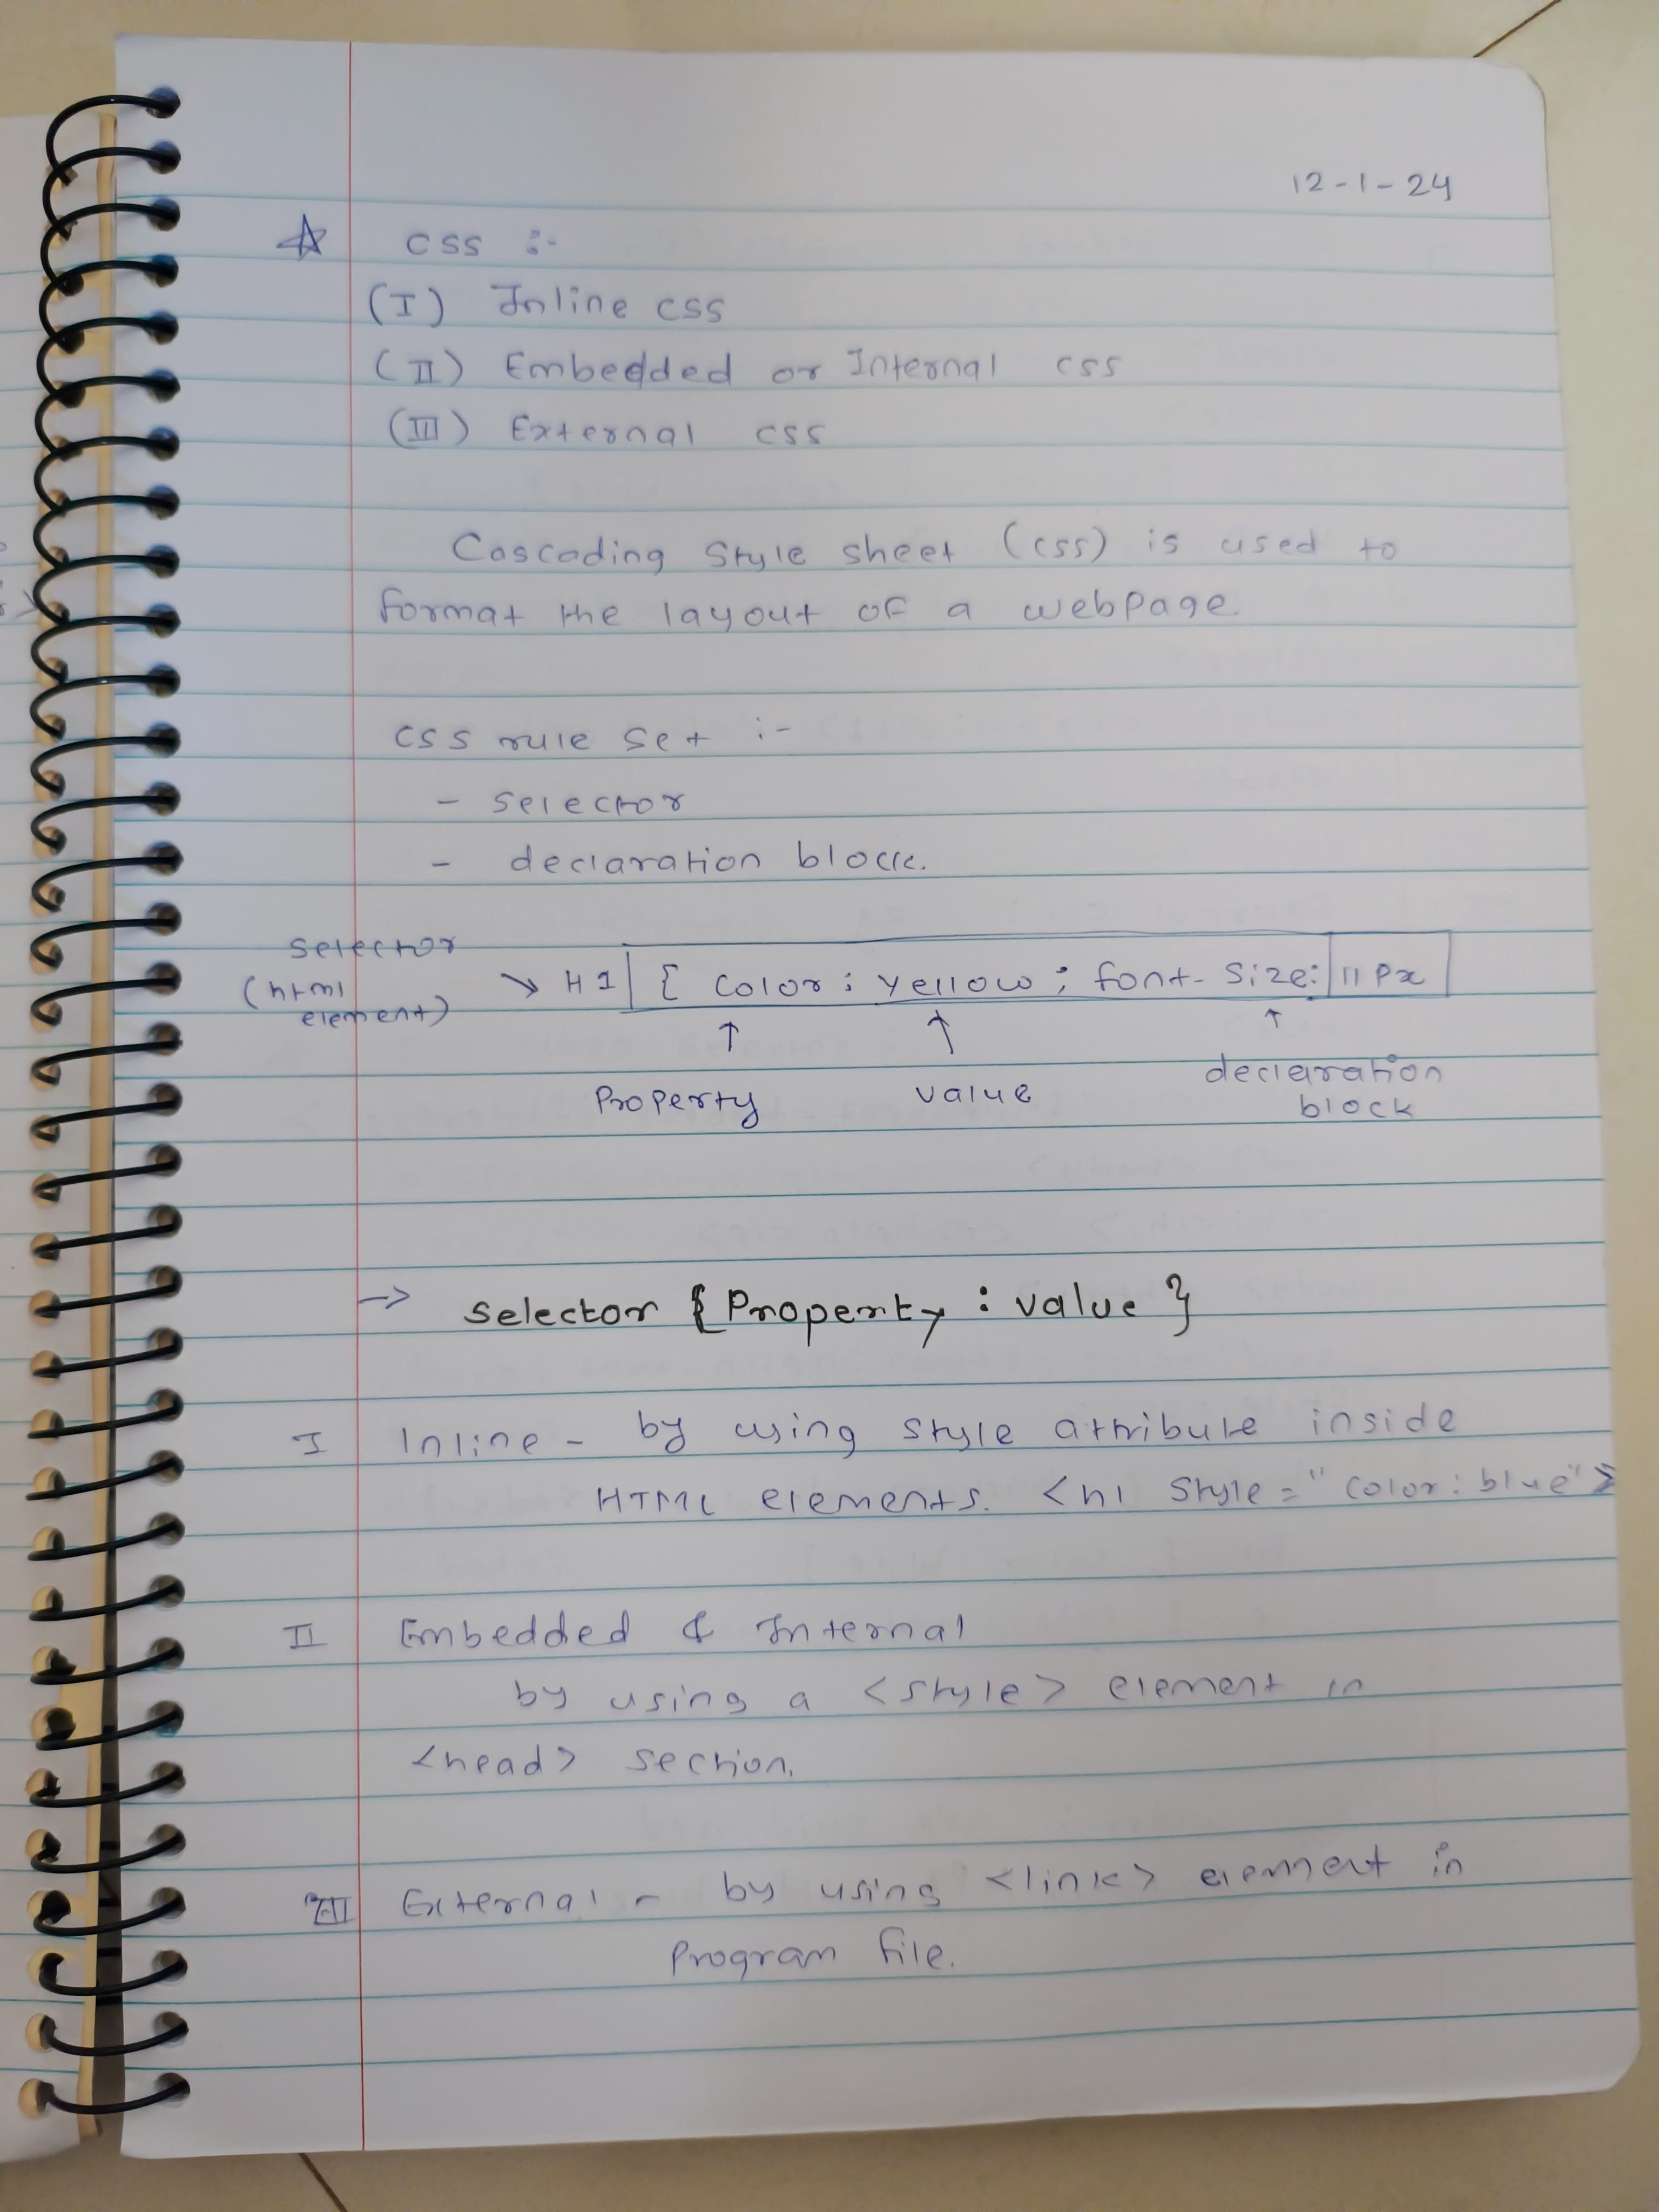 12-1-24
☆ CSS :-
(I) Inline CSS
(II) Embedded or Internal CSS
(III) External CSS
Cascading Style sheet (CSS) is used to
format the layout of a webpage
CSS rule set :-
- selector
- declaration block.
selector
(html
element)
→ H1 { color : yellow ; font-size: 11px
↑ ↑ ↑
Property value declaration
block
→ selector {Property : value }
I Inline - by using style attribute inside
HTML elements. <h1 style = "color: blue">
II Embedded & Internal
by using a <style> element in
<head> section.
III External - by using <link> element in
Program file.